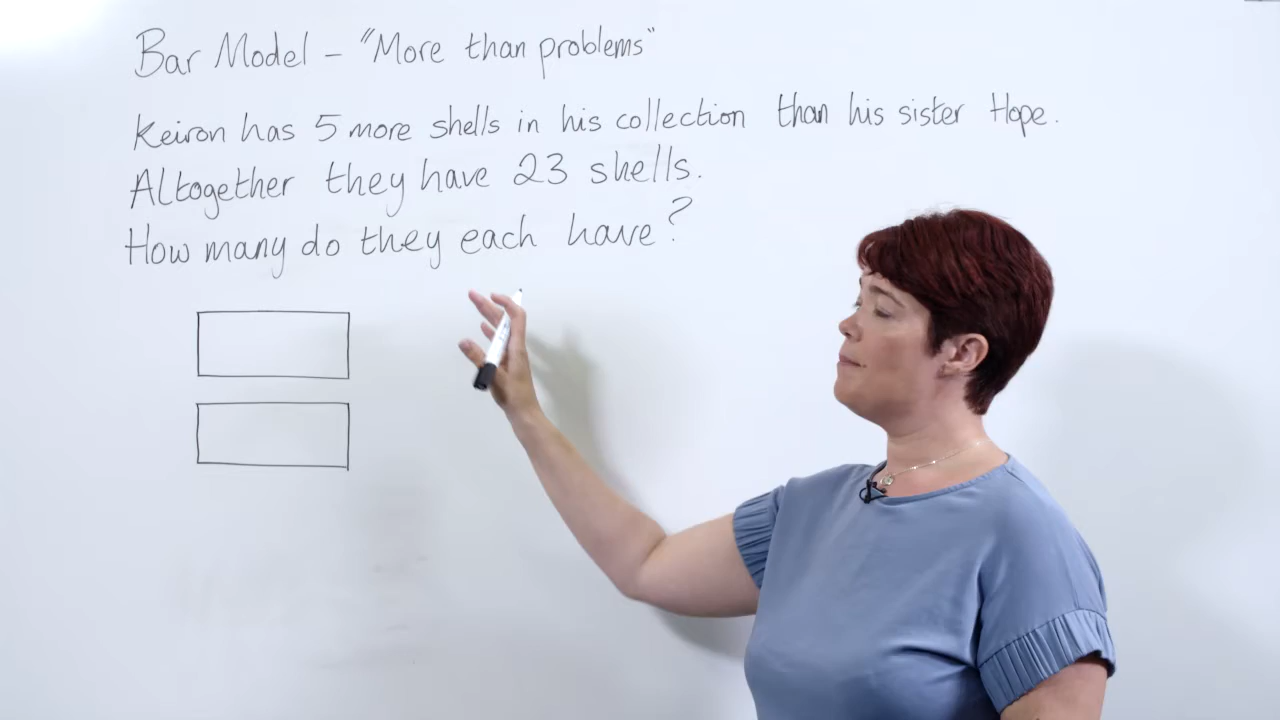 Bar Model - "More than problems"
Keiron has 5 more shells in his collection than his sister Hope.
Altogether they have 23 shells.
How many do they each have?